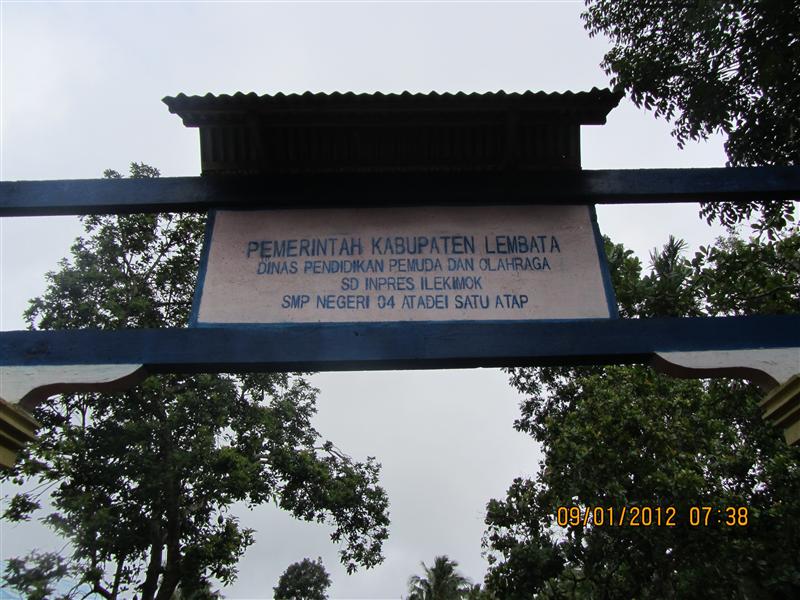 PEMERINTAH KABUPATEN LEMBATA
DINAS PENDIDIKAN PEMUDA DAN OLAHRAGA
SD INPRES ILEKIMOK
SMP NEGERI 04 ATADEI SATU ATAP
09/01/2012 07:38